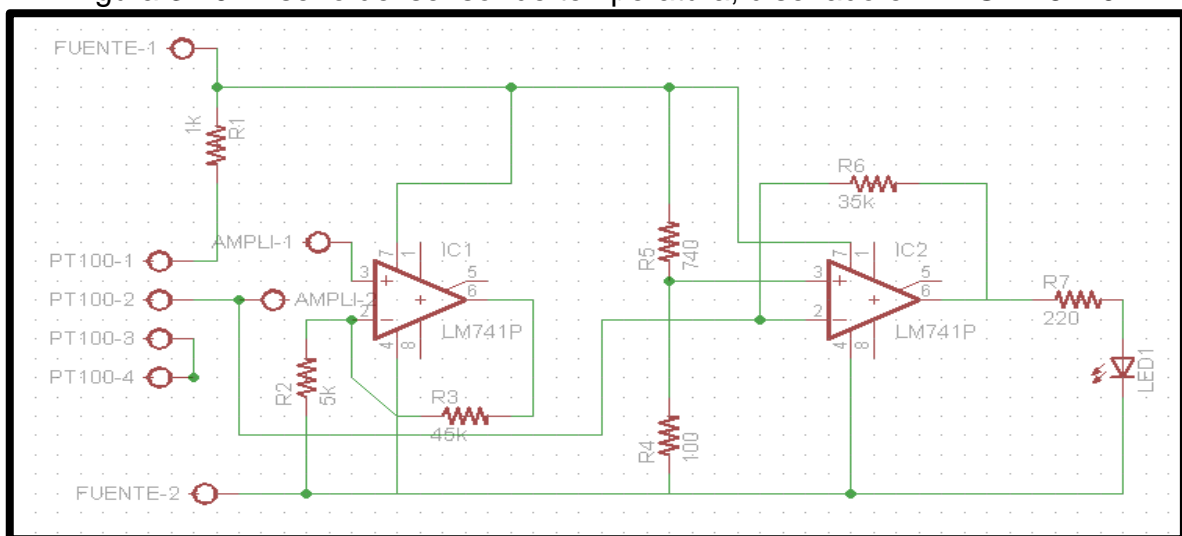 FUENTE-1
1k
R1
R6
35k
AMPLI-1
7
1
IC1
R5
740
7
1
IC2
PT100-1
3
5
3
5
PT100-2
AMPLI-2
6
6
R7
2
LM741P
2
LM741P
220
PT100-3
4
8
4
8
PT100-4
R2
5k
R3
45k
LED1
R4
100
FUENTE-2